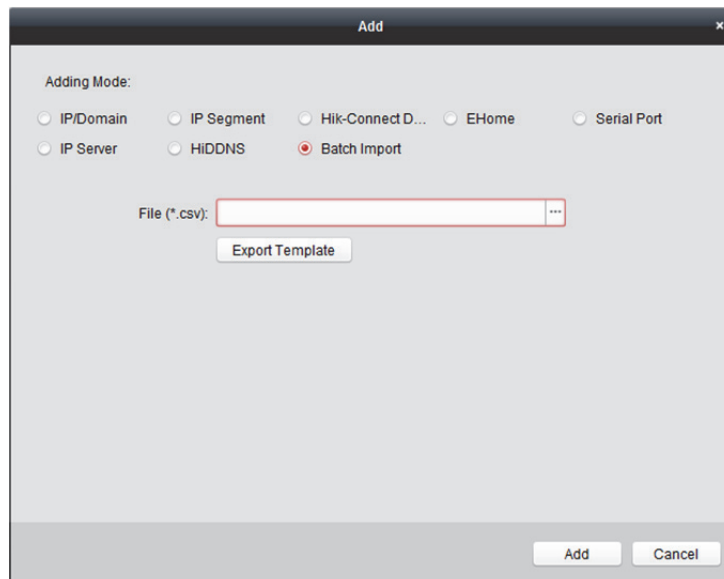 Add
Adding Mode:
IP/Domain IP Segment Hik-Connect D... EHome Serial Port
IP Server HiDDNS Batch Import
File (*.csv): ...
Export Template
Add Cancel